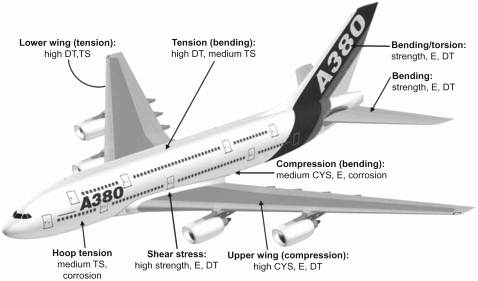 Lower wing (tension):
high DT,TS
Tension (bending):
high DT, medium TS
A380
Bending/torsion:
strength, E, DT
Bending:
strength, E, DT
Compression (bending):
medium CYS, E, corrosion
A380
Hoop tension
medium TS,
corrosion
Shear stress:
high strength, E, DT
Upper wing (compression):
high CYS, E, DT